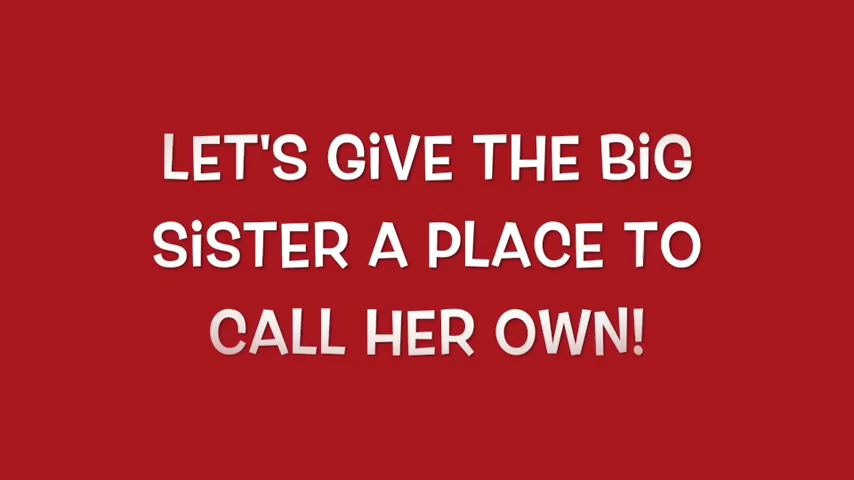 LET'S GiVE THE BiG
SiSTER A PLACE TO
CALL HER OWN!